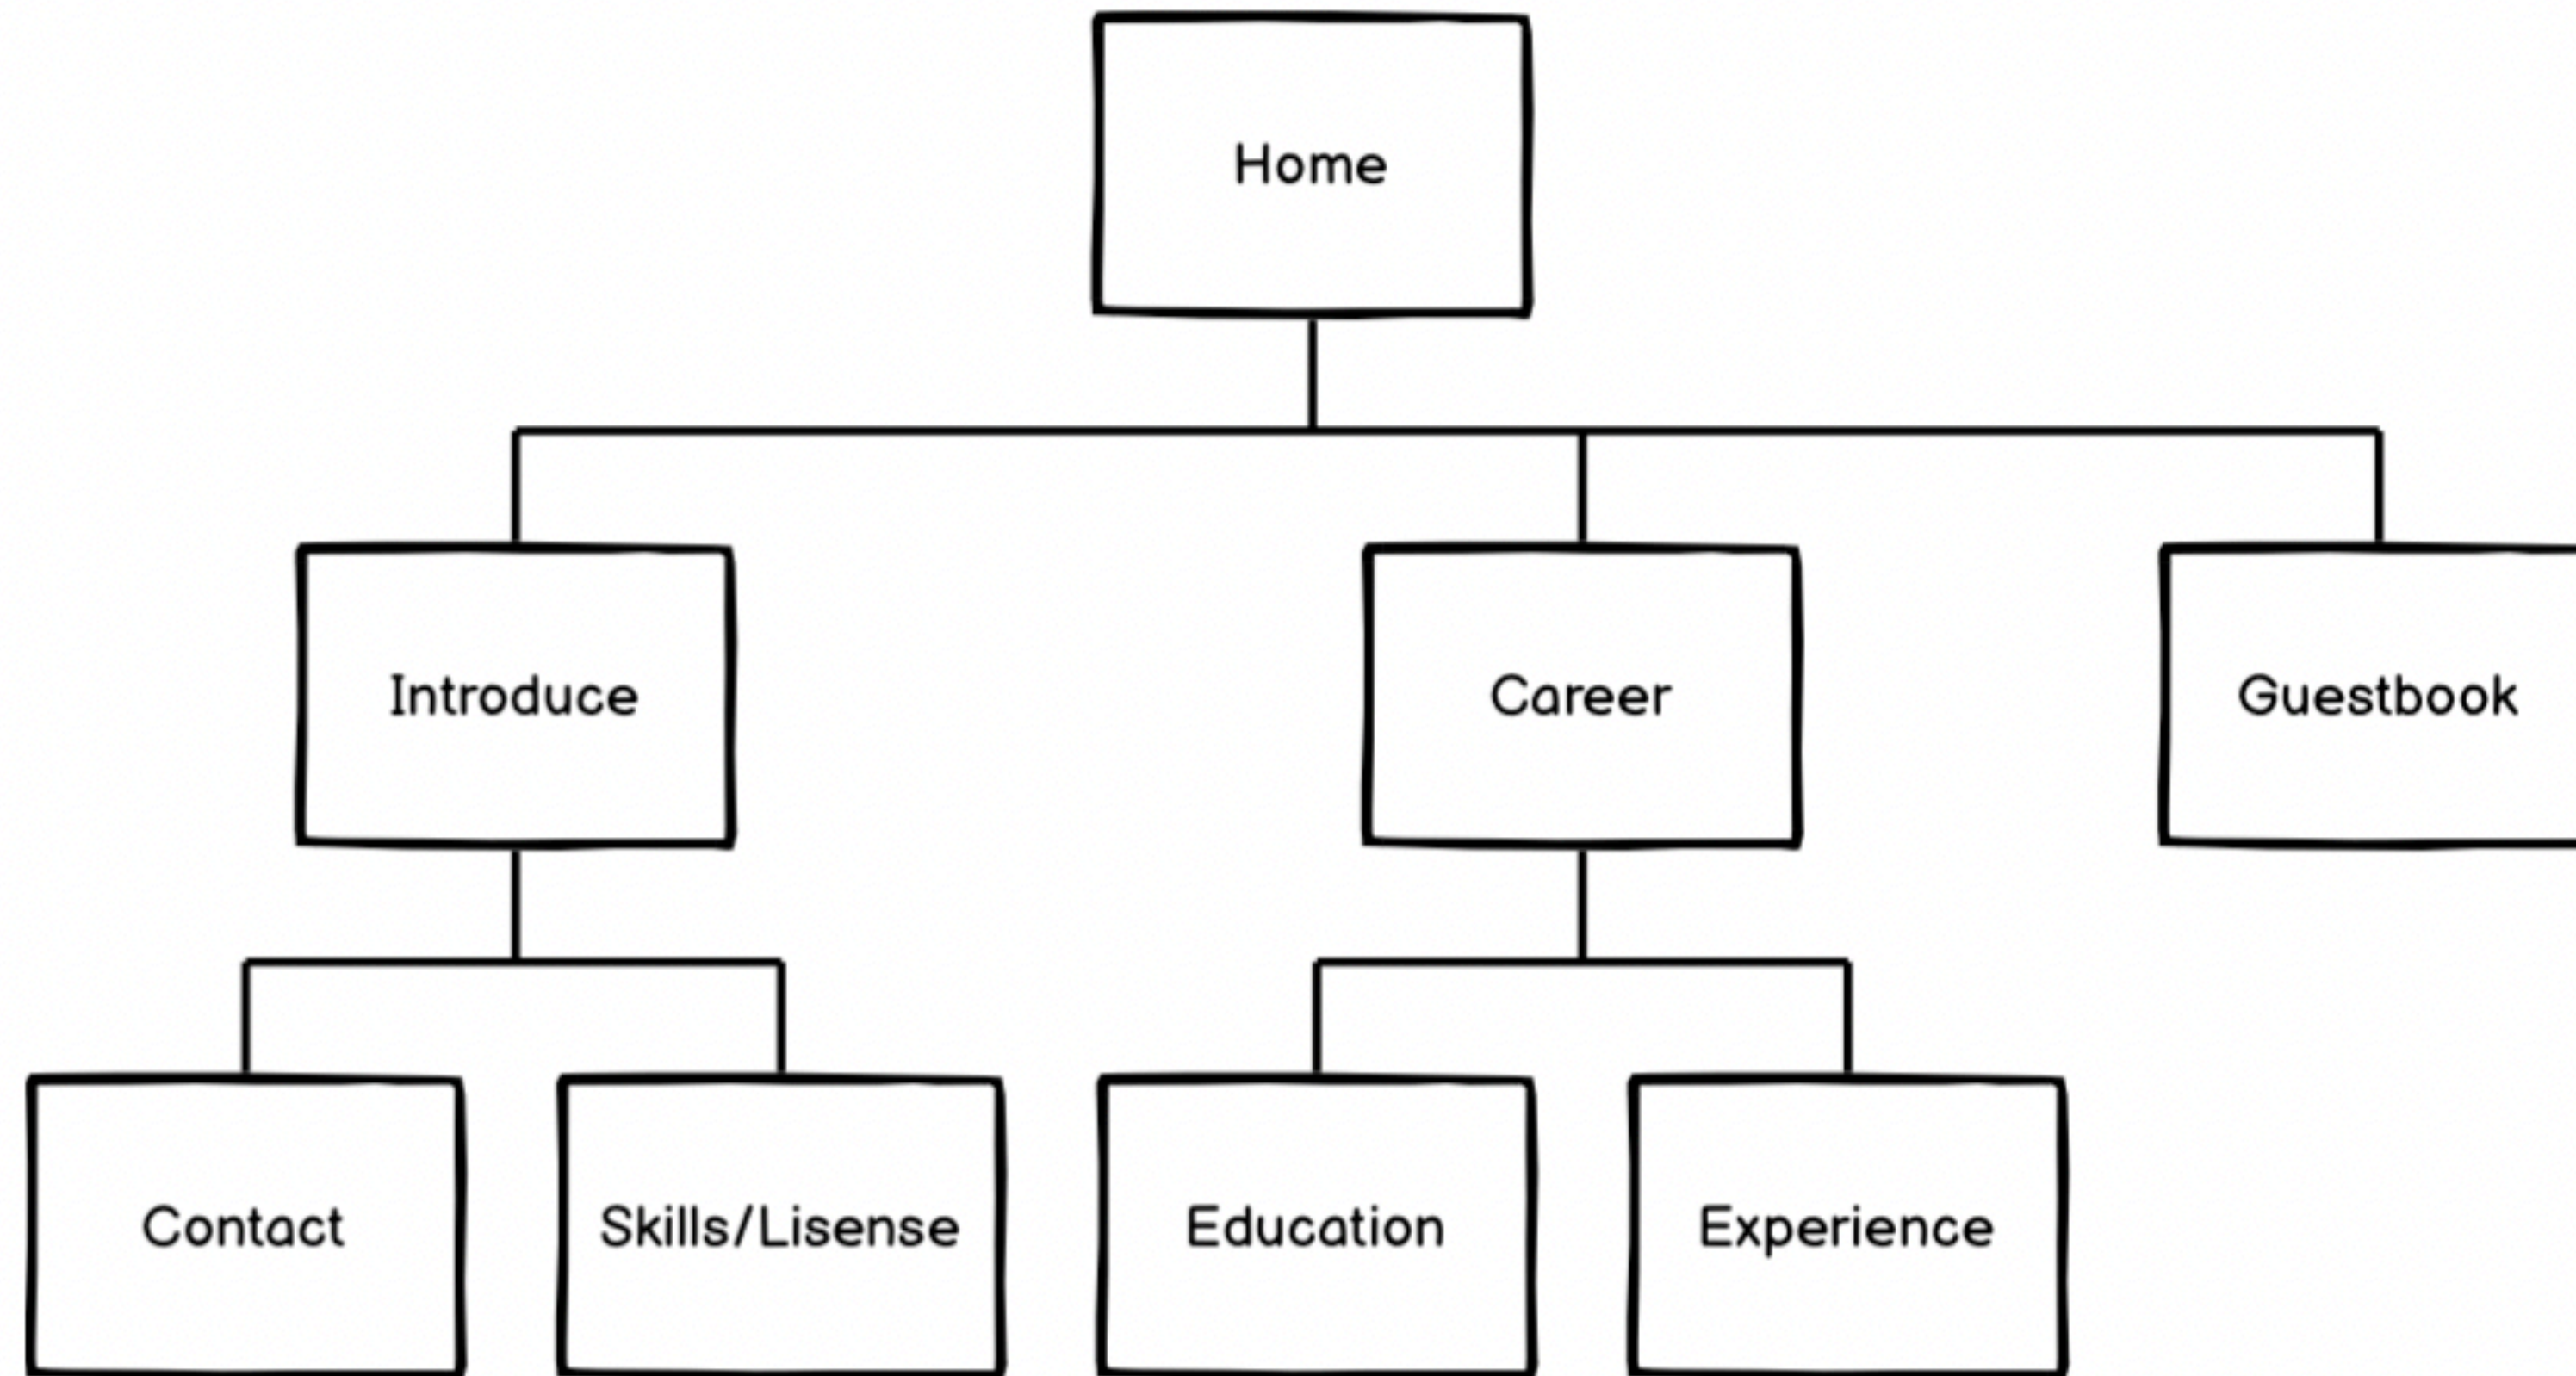 Home
Introduce
Career
Guestbook
Contact
Skills/Lisense
Education
Experience